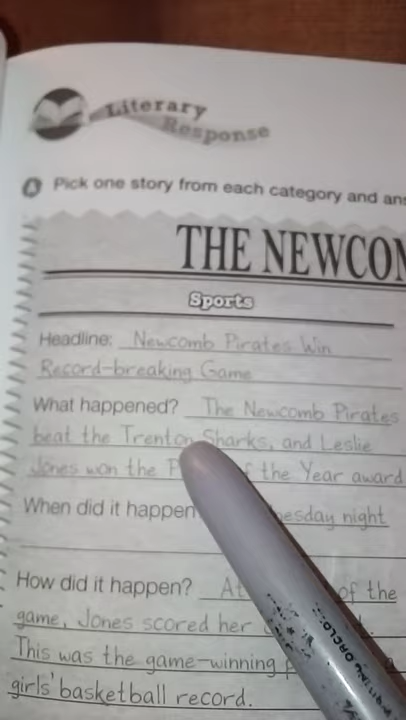 Literary
Response
A Pick one story from each category and
THE
Sports
Headline: Newcomb Pirates Win
Record-breaking Game
What happened? The Newcomb Pirates
beat the Trenton Sharks, and Leslie
Jones won the the Year award
When did it happen night
How did it happen? of the
game, Jones scored her
This was the game-winning
girls' basketball record.